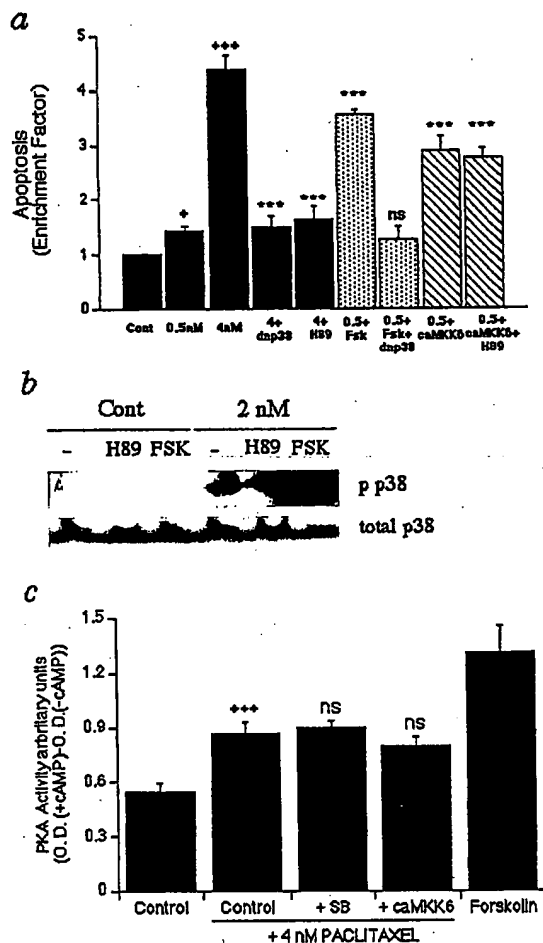 a
Apoptosis
(Enrichment Factor)
5
4
3
2
1
0
+
+++
***
***
***
ns
***
***
Cont
0.5nM
4nM
4+
dnp38
4+
H89
0.5+
Fsk
0.5+
Fsk+
dnp38
0.5+
caMKK6
0.5+
caMKK6+
H89
b
Cont
2 nM
- H89 FSK
- H89 FSK
p p38
total p38
c
PKA Activity arbritary units
(O.D.(+cAMP)-O.D.(-cAMP))
1.5
1.2
0.9
0.6
0.3
0
+++
ns
ns
Control
Control
+ SB
+ caMKK6
Forskolin
+ 4 nM PACLITAXEL